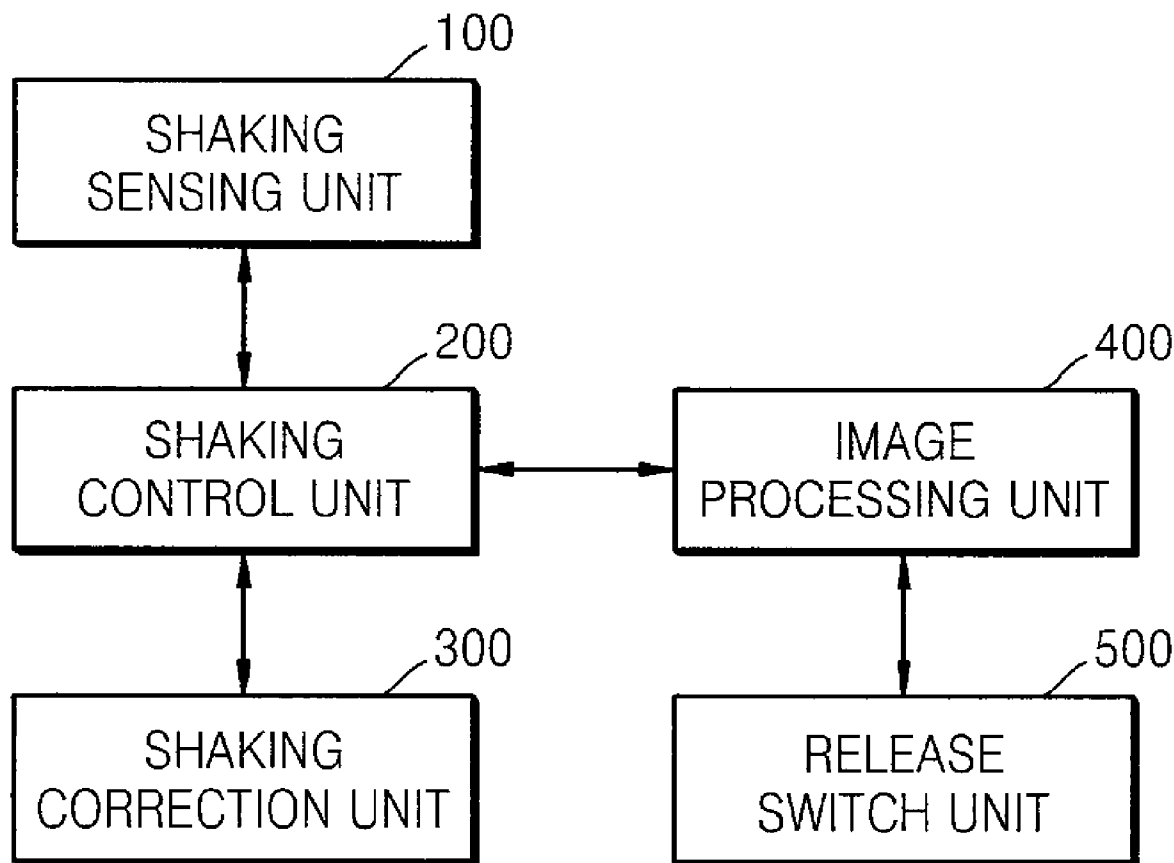 100
SHAKING
SENSING UNIT
200
SHAKING
CONTROL UNIT
400
IMAGE
PROCESSING UNIT
300
SHAKING
CORRECTION UNIT
500
RELEASE
SWITCH UNIT